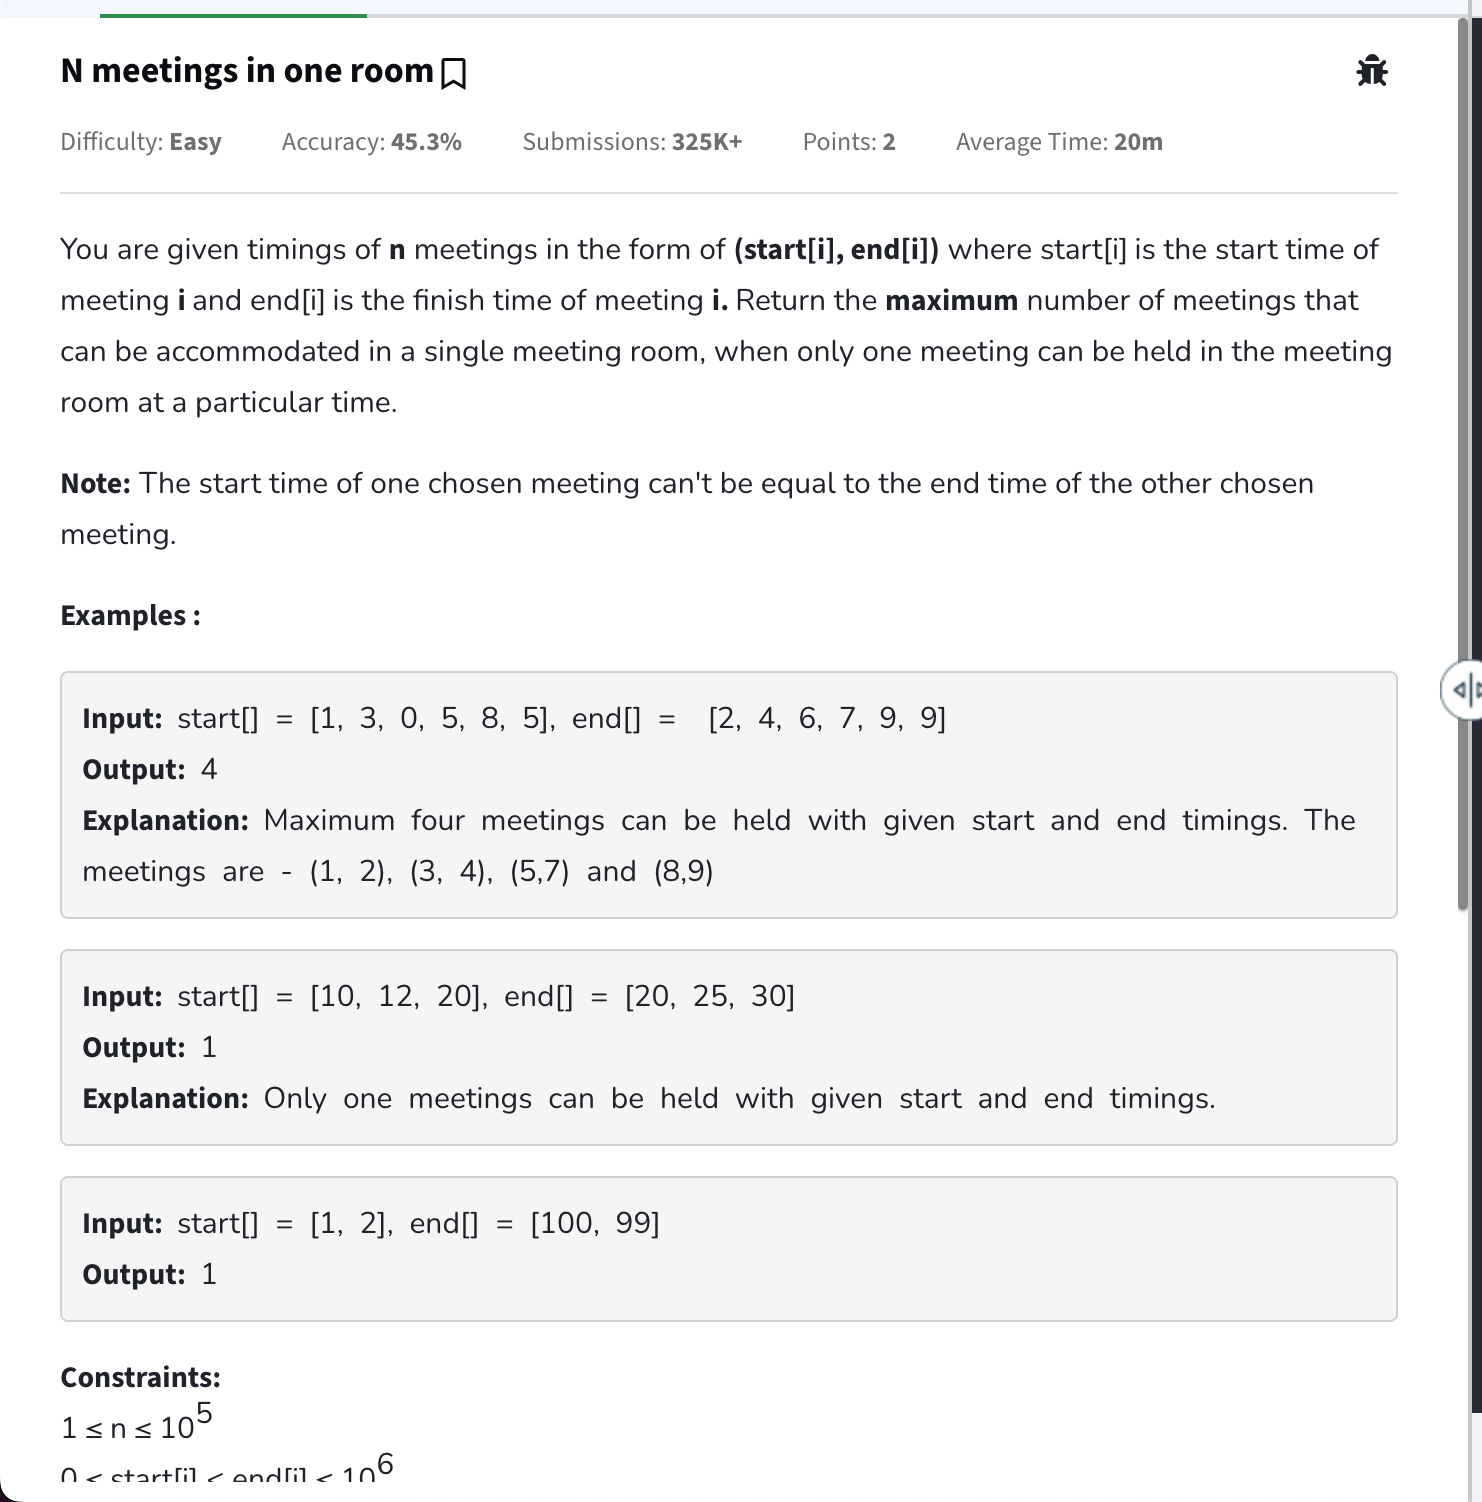 N meetings in one room
Difficulty: Easy Accuracy: 45.3% Submissions: 325K+ Points: 2 Average Time: 20m
You are given timings of n meetings in the form of (start[i], end[i]) where start[i] is the start time of
meeting i and end[i] is the finish time of meeting i. Return the maximum number of meetings that
can be accommodated in a single meeting room, when only one meeting can be held in the meeting
room at a particular time.
Note: The start time of one chosen meeting can't be equal to the end time of the other chosen
meeting.
Examples :
Input: start[] = [1, 3, 0, 5, 8, 5], end[] = [2, 4, 6, 7, 9, 9]
Output: 4
Explanation: Maximum four meetings can be held with given start and end timings. The
meetings are - (1, 2), (3, 4), (5,7) and (8,9)
Input: start[] = [10, 12, 20], end[] = [20, 25, 30]
Output: 1
Explanation: Only one meetings can be held with given start and end timings.
Input: start[] = [1, 2], end[] = [100, 99]
Output: 1
Constraints:
1 ≤ n ≤ 10^5
0 ≤ start[i] < end[i] ≤ 10^6